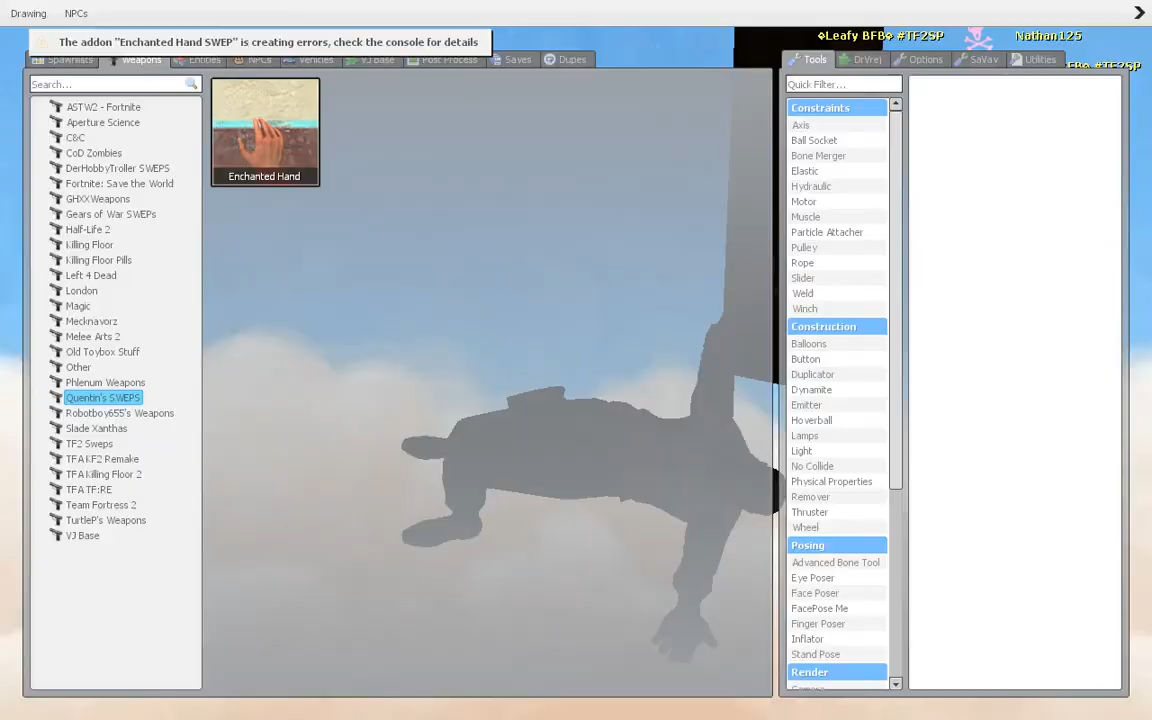 Drawing NPCs
The addon "Enchanted Hand SWEP" is creating errors, check the console for details
◊Leafy BFB◊ #TF2SP Nathan125
Spawnlists Weapons Entities NPCs Vehicles VJ Base Post Process Saves Dupes
Tools DrVrej Options SaVav Utilities
Search...
ASTW2 - Fortnite
Aperture Science
C&C
CoD Zombies
DerHobbyTroller SWEPS
Fortnite: Save the World
GHXXWeapons
Gears of War SWEPs
Half-Life 2
Killing Floor
Killing Floor Pills
Left 4 Dead
London
Magic
Mecknavorz
Melee Arts 2
Old Toybox Stuff
Other
Phlenum Weapons
Quentin's SWEPS
Robotboy655's Weapons
Slade Xanthas
TF2 Sweps
TFA KF2 Remake
TFA Killing Floor 2
TFA TF:RE
Team Fortress 2
TurtleP's Weapons
VJ Base
Enchanted Hand
Quick Filter...
Constraints
Axis
Ball Socket
Bone Merger
Elastic
Hydraulic
Motor
Muscle
Particle Attacher
Pulley
Rope
Slider
Weld
Winch
Construction
Balloons
Button
Duplicator
Dynamite
Emitter
Hoverball
Lamps
Light
No Collide
Physical Properties
Remover
Thruster
Wheel
Posing
Advanced Bone Tool
Eye Poser
Face Poser
FacePose Me
Finger Poser
Inflator
Stand Pose
Render